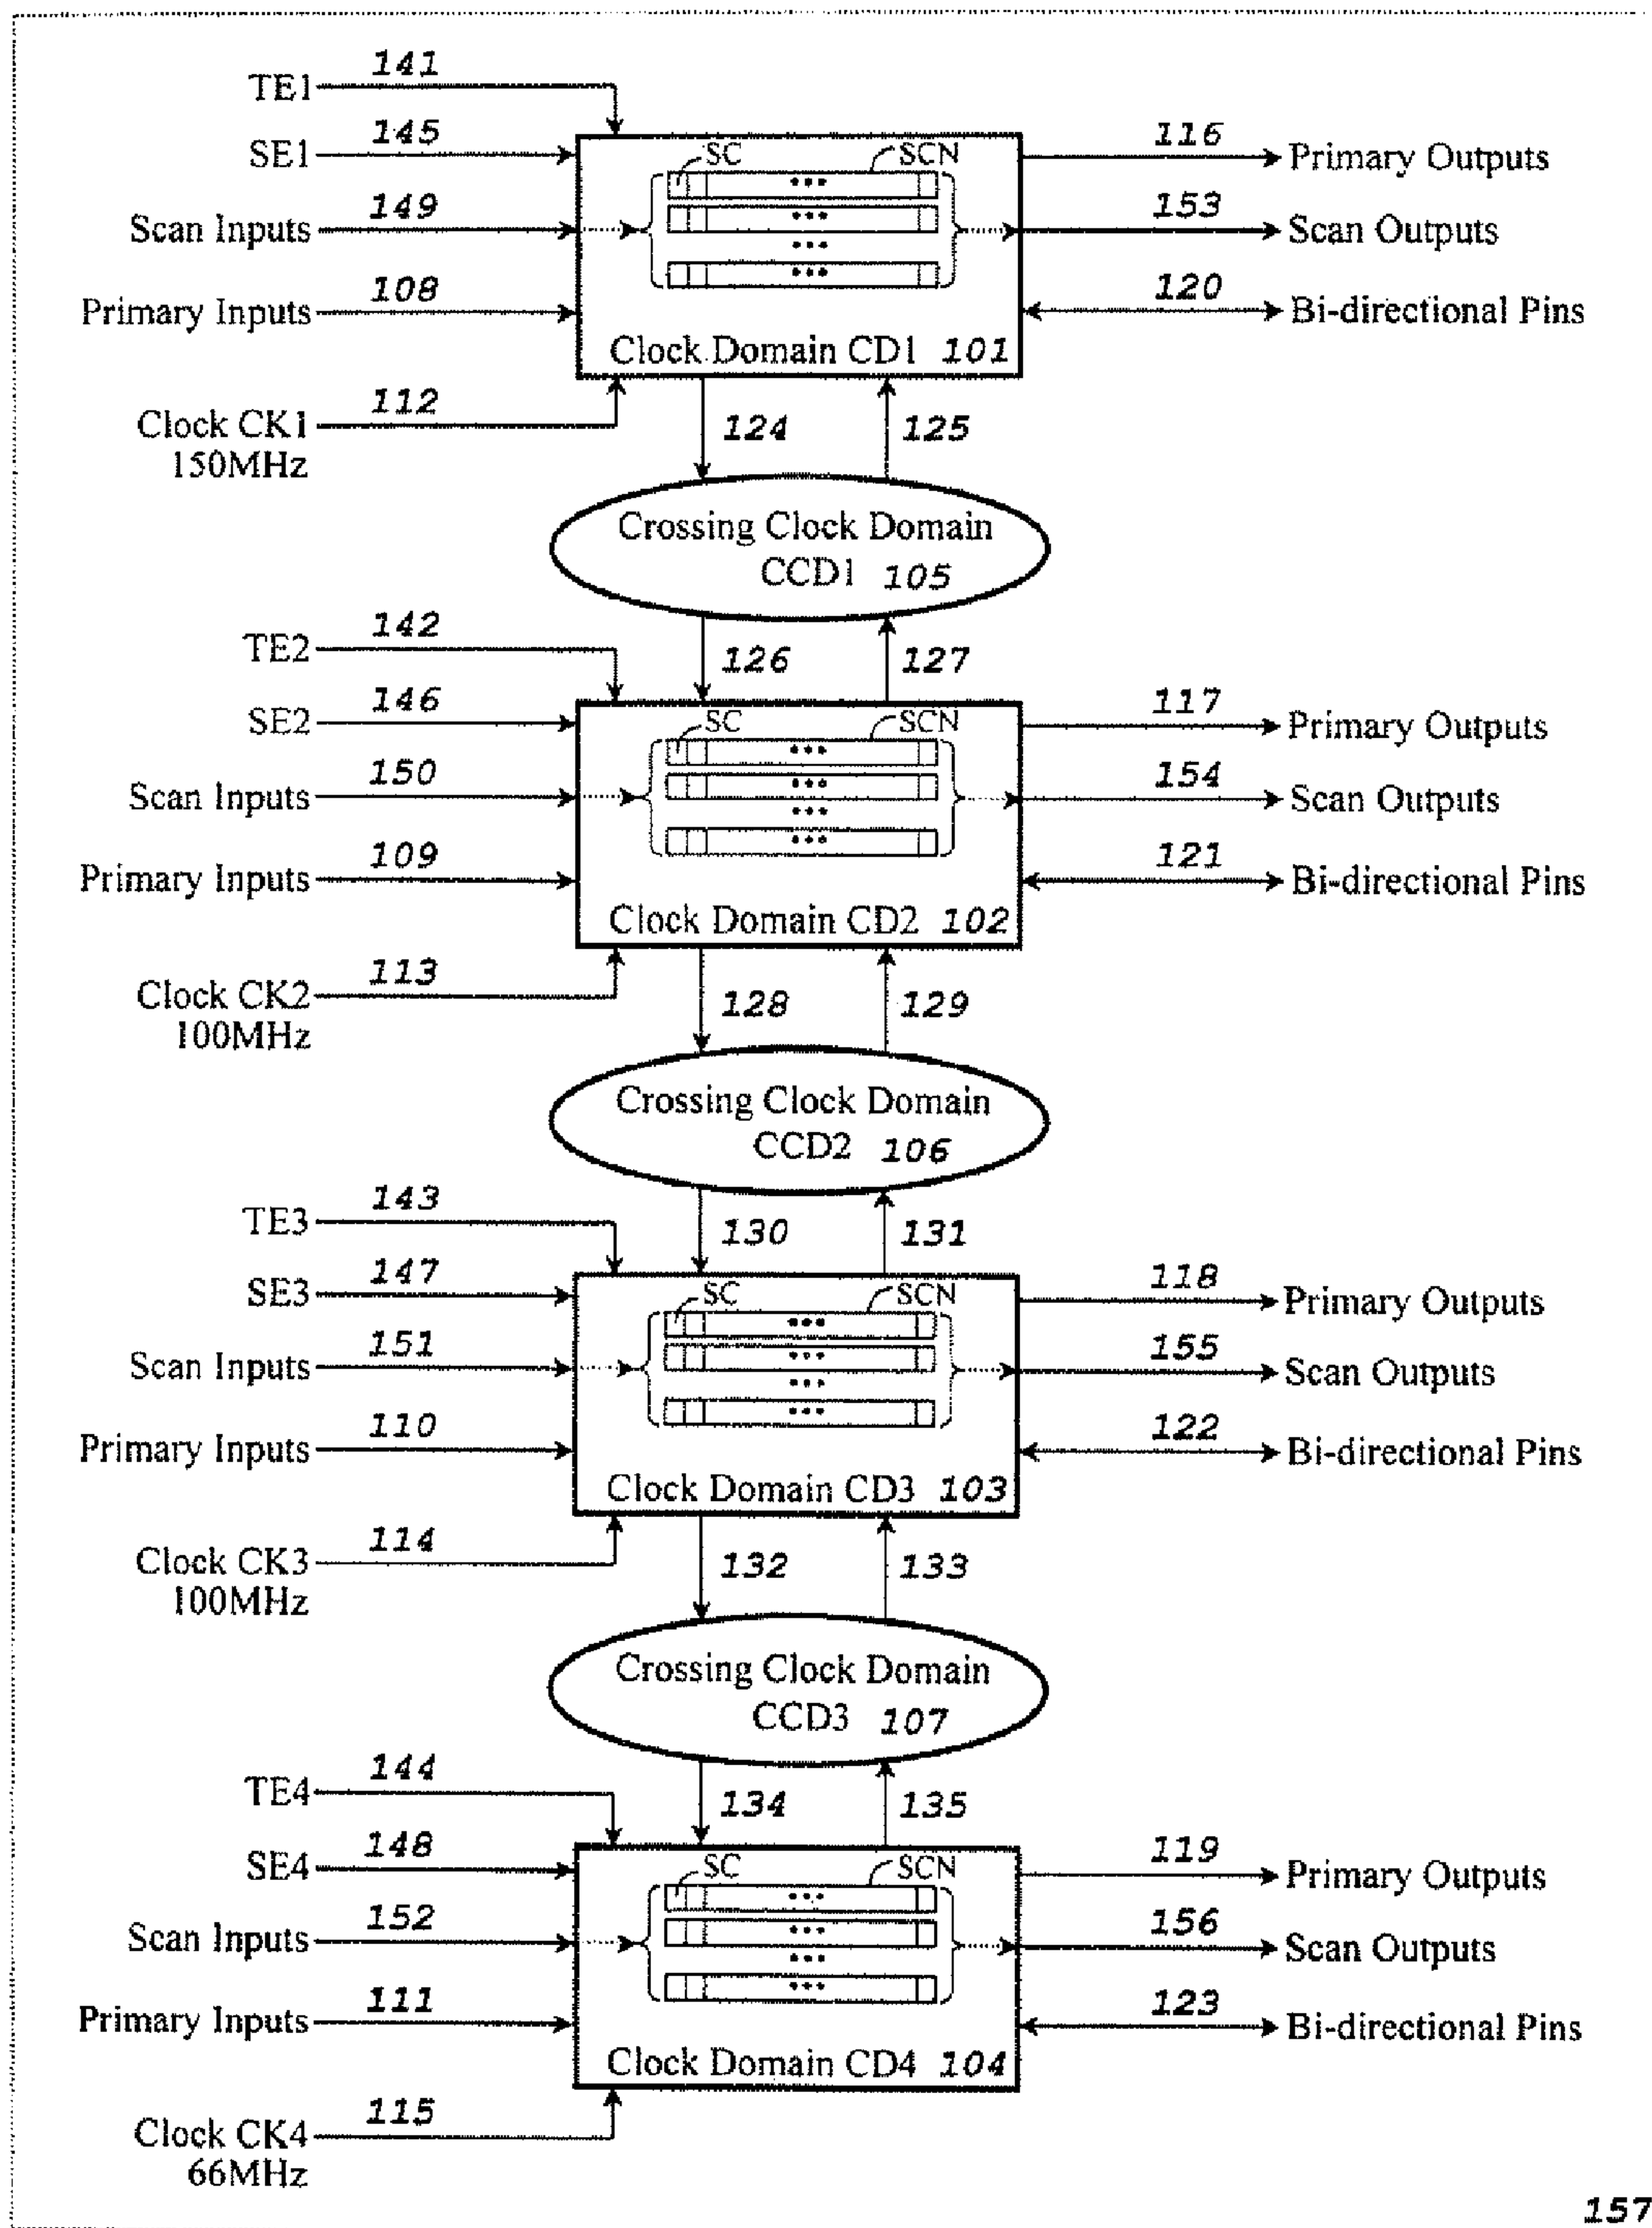 141
TE1
145
SE1
SC
SCN
116
Primary Outputs
149
Scan Inputs
153
Scan Outputs
108
Primary Inputs
120
Bi-directional Pins
Clock Domain CD1 101
112
Clock CK1
150MHz
124
125
Crossing Clock Domain
CCD1 105
142
TE2
126
127
146
SE2
SC
SCN
117
Primary Outputs
150
Scan Inputs
154
Scan Outputs
109
Primary Inputs
121
Bi-directional Pins
Clock Domain CD2 102
113
Clock CK2
100MHz
128
129
Crossing Clock Domain
CCD2 106
143
TE3
130
131
147
SE3
SC
SCN
118
Primary Outputs
151
Scan Inputs
155
Scan Outputs
110
Primary Inputs
122
Bi-directional Pins
Clock Domain CD3 103
114
Clock CK3
100MHz
132
133
Crossing Clock Domain
CCD3 107
144
TE4
134
135
148
SE4
SC
SCN
119
Primary Outputs
152
Scan Inputs
156
Scan Outputs
111
Primary Inputs
123
Bi-directional Pins
Clock Domain CD4 104
115
Clock CK4
66MHz
157